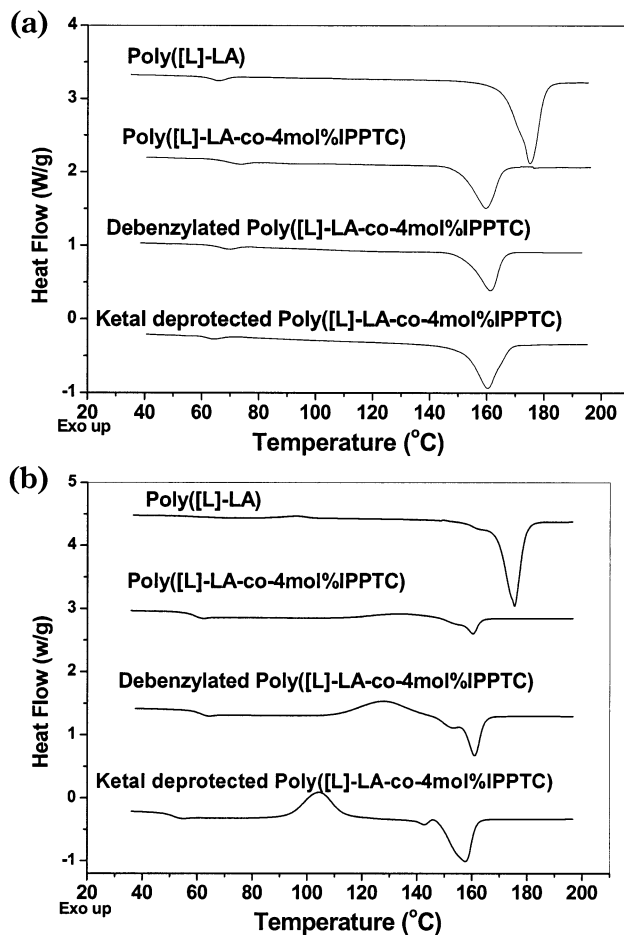 (a)
4
Poly([L]-LA)
3
Poly([L]-LA-co-4mol%IPPTC)
2
Debenzylated Poly([L]-LA-co-4mol%IPPTC)
1
0
Ketal deprotected Poly([L]-LA-co-4mol%IPPTC)
-1
Heat Flow (W/g)
20 40 60 80 100 120 140 160 180 200
Exo up
Temperature (°C)
(b)
5
Poly([L]-LA)
4
Poly([L]-LA-co-4mol%IPPTC)
3
2
Debenzylated Poly([L]-LA-co-4mol%IPPTC)
1
Ketal deprotected Poly([L]-LA-co-4mol%IPPTC)
0
-1
Heat Flow (w/g)
20 40 60 80 100 120 140 160 180 200
Exo up
Temperature (°C)